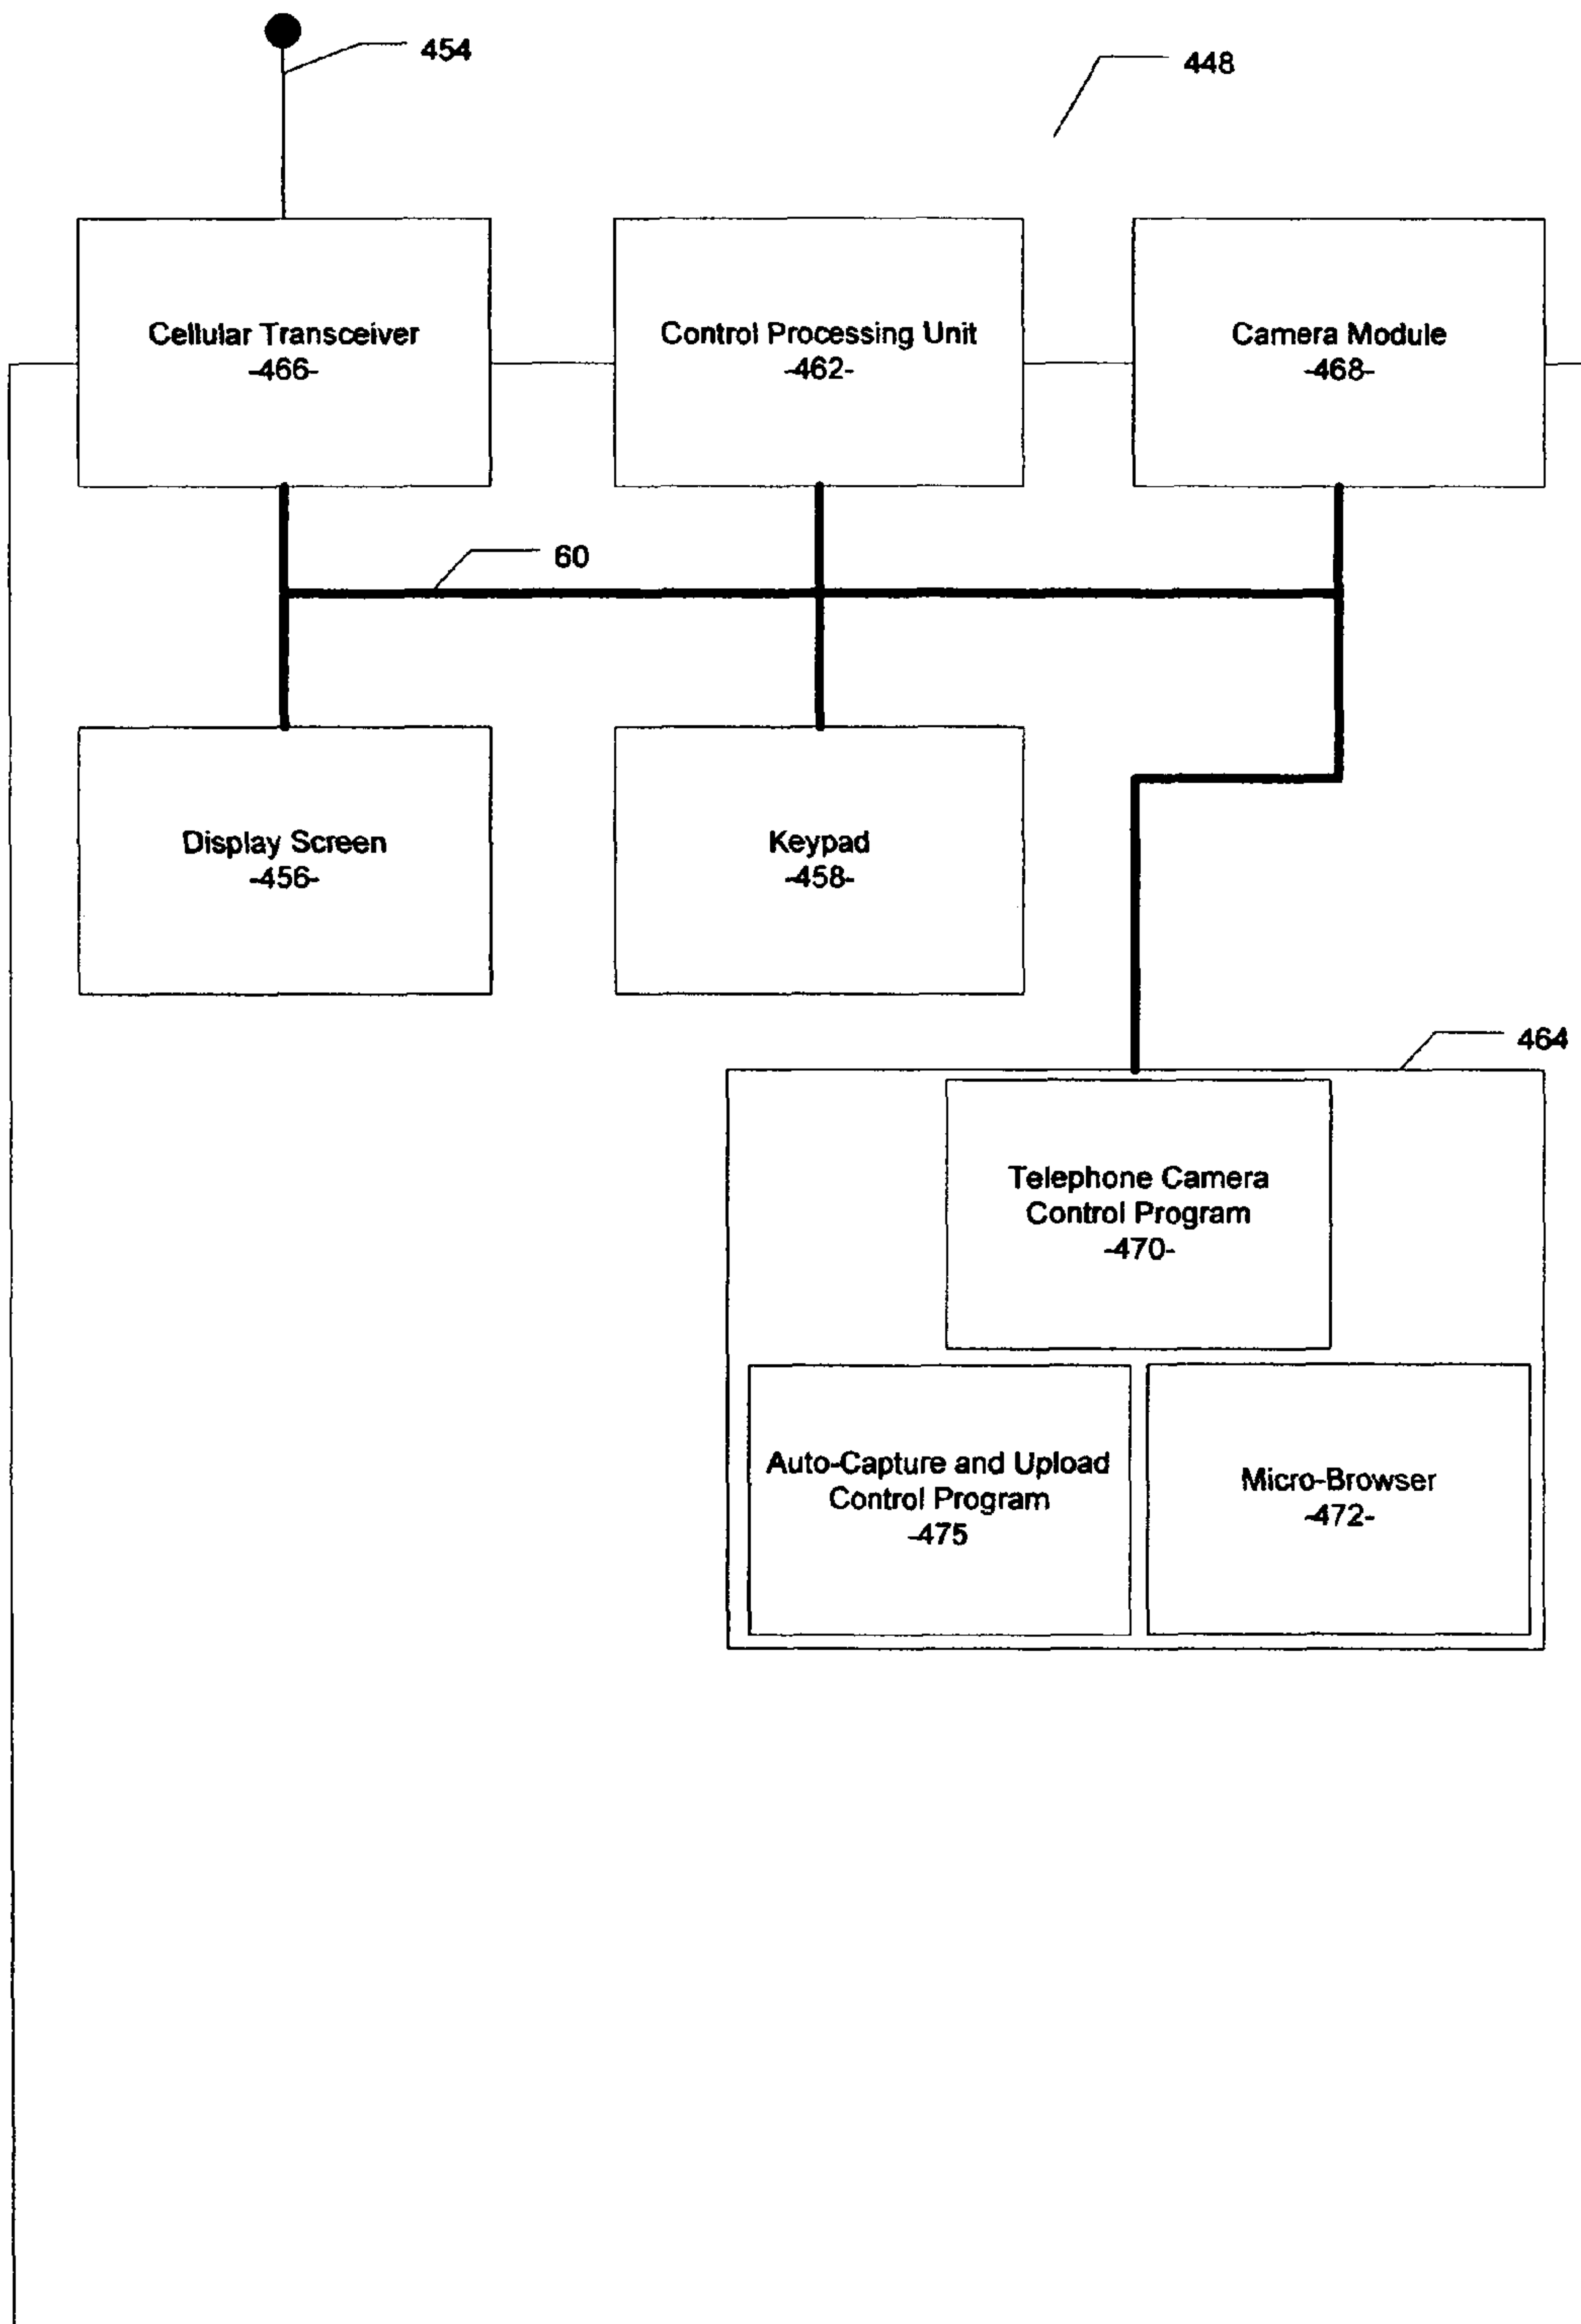 454
448
Cellular Transceiver
-466-
Control Processing Unit
-462-
Camera Module
-468-
60
Display Screen
-456-
Keypad
-458-
464
Telephone Camera
Control Program
-470-
Auto-Capture and Upload
Control Program
-475
Micro-Browser
-472-